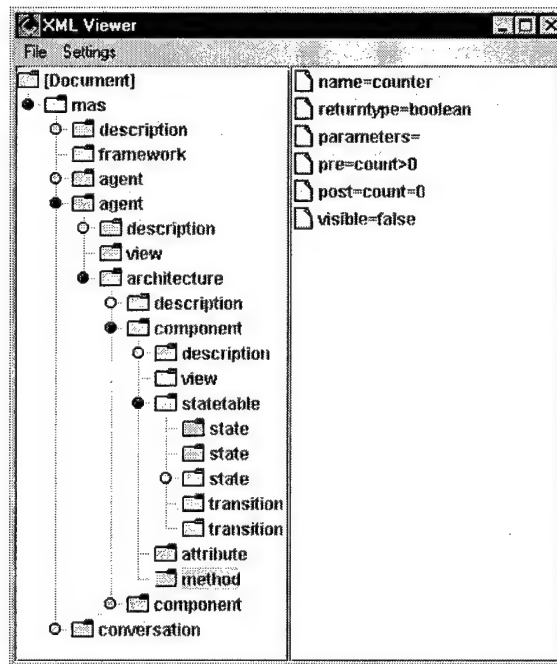 XML Viewer
File Settings
[Document]
mas
description
framework
agent
agent
description
view
architecture
description
component
description
view
statetable
state
state
state
transition
transition
attribute
method
component
conversation
name=counter
returntype=boolean
parameters=
pre=count>0
post=count=0
visible=false